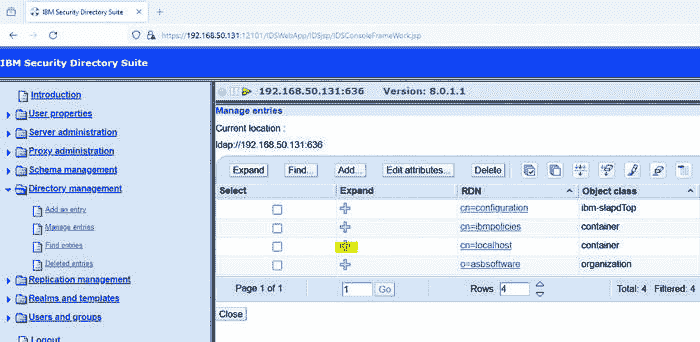 IBM Security Directory Suite
https://192.168.50.131:12101/IDSWebApp/IDSjsp/IDSConsoleFrameWork.jsp
IBM Security Directory Suite
Introduction
User properties
Server administration
Proxy administration
Schema management
Directory management
Add an entry
Manage entries
Find entries
Deleted entries
Replication management
Realms and templates
Users and groups
Logout
192.168.50.131:636 Version: 8.0.1.1
Manage entries
Current location :
ldap://192.168.50.131:636
Expand Find... Add... Edit attributes... Delete
Select Expand RDN Object class
cn=configuration ibm-slapdTop
cn=ibmpolicies container
cn=localhost container
o=asbsoftware organization
Page 1 of 1 1 Go Rows 4 Total: 4 Filtered: 4
Close